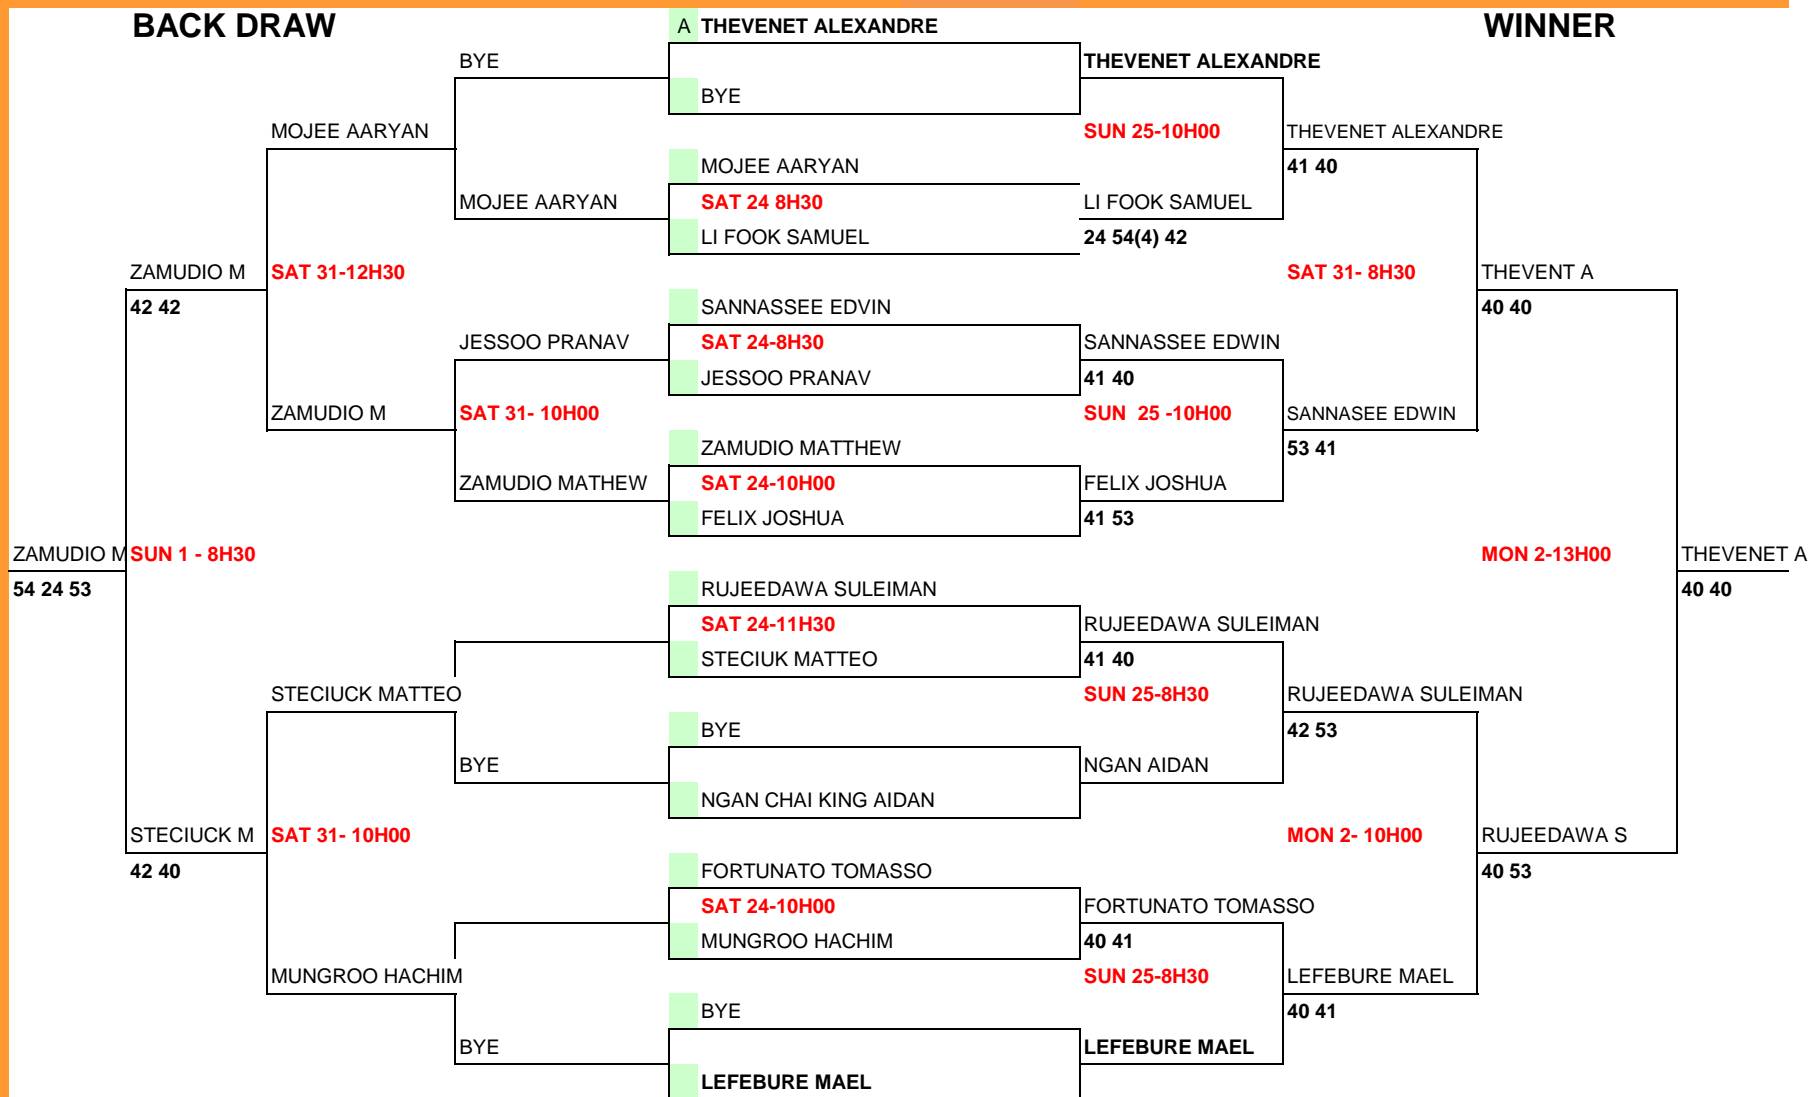 BACK DRAW
A THEVENET ALEXANDRE
WINNER
BYE
THEVENET ALEXANDRE
BYE
MOJEE AARYAN
SUN 25-10H00
THEVENET ALEXANDRE
MOJEE AARYAN
41 40
MOJEE AARYAN
SAT 24 8H30
LI FOOK SAMUEL
LI FOOK SAMUEL
24 54(4) 42
ZAMUDIO M
SAT 31-12H30
SAT 31- 8H30
THEVENT A
42 42
SANNASSEE EDVIN
40 40
JESSOO PRANAV
SAT 24-8H30
SANNASSEE EDWIN
JESSOO PRANAV
41 40
ZAMUDIO M
SAT 31- 10H00
SUN  25 -10H00
SANNASEE EDWIN
ZAMUDIO MATTHEW
53 41
ZAMUDIO MATHEW
SAT 24-10H00
FELIX JOSHUA
FELIX JOSHUA
41 53
ZAMUDIO M
SUN 1 - 8H30
MON 2-13H00
THEVENET A
54 24 53
RUJEEDAWA SULEIMAN
40 40
SAT 24-11H30
RUJEEDAWA SULEIMAN
STECIUK MATTEO
41 40
STECIUCK MATTEO
SUN 25-8H30
RUJEEDAWA SULEIMAN
BYE
42 53
BYE
NGAN AIDAN
NGAN CHAI KING AIDAN
STECIUCK M
SAT 31- 10H00
MON 2- 10H00
RUJEEDAWA S
42 40
FORTUNATO TOMASSO
40 53
SAT 24-10H00
FORTUNATO TOMASSO
MUNGROO HACHIM
40 41
MUNGROO HACHIM
SUN 25-8H30
LEFEBURE MAEL
BYE
40 41
BYE
LEFEBURE MAEL
LEFEBURE MAEL